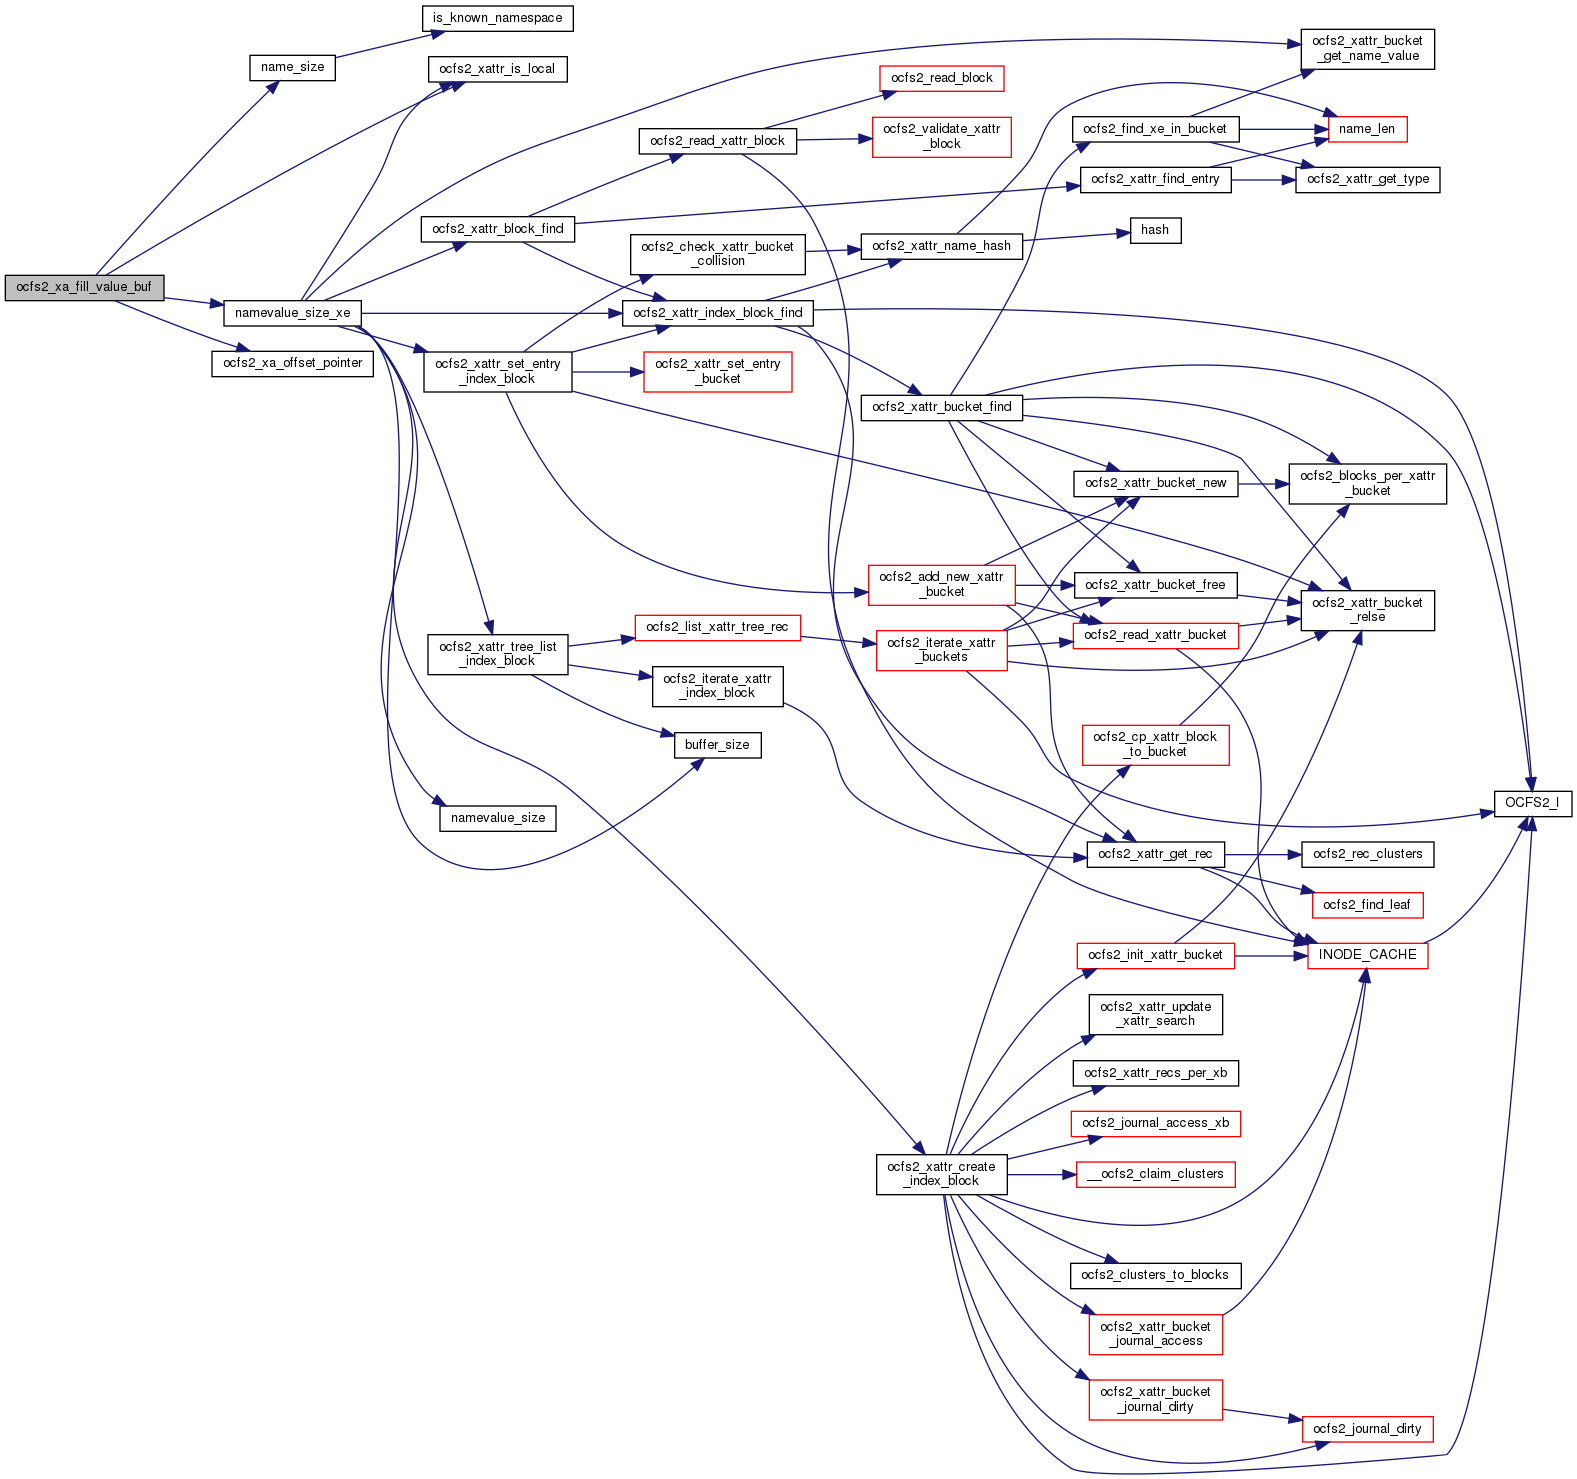 is_known_namespace
name_size
ocfs2_xattr_is_local
ocfs2_xattr_bucket
_get_name_value
ocfs2_read_block
ocfs2_validate_xattr
_block
ocfs2_read_xattr_block
ocfs2_find_xe_in_bucket
name_len
ocfs2_xattr_find_entry
ocfs2_xattr_get_type
ocfs2_xattr_block_find
hash
ocfs2_check_xattr_bucket
_collision
ocfs2_xattr_name_hash
ocfs2_xa_fill_value_buf
namevalue_size_xe
ocfs2_xattr_index_block_find
ocfs2_xa_offset_pointer
ocfs2_xattr_set_entry
_index_block
ocfs2_xattr_set_entry
_bucket
ocfs2_xattr_bucket_find
ocfs2_xattr_bucket_new
ocfs2_blocks_per_xattr
_bucket
ocfs2_add_new_xattr
_bucket
ocfs2_xattr_bucket_free
ocfs2_xattr_bucket
_relse
ocfs2_list_xattr_tree_rec
ocfs2_iterate_xattr
_buckets
ocfs2_read_xattr_bucket
ocfs2_xattr_tree_list
_index_block
ocfs2_iterate_xattr
_index_block
buffer_size
ocfs2_cp_xattr_block
_to_bucket
namevalue_size
OCFS2_I
ocfs2_xattr_get_rec
ocfs2_rec_clusters
ocfs2_find_leaf
ocfs2_init_xattr_bucket
INODE_CACHE
ocfs2_xattr_update
_xattr_search
ocfs2_xattr_recs_per_xb
ocfs2_journal_access_xb
ocfs2_xattr_create
_index_block
__ocfs2_claim_clusters
ocfs2_clusters_to_blocks
ocfs2_xattr_bucket
_journal_access
ocfs2_xattr_bucket
_journal_dirty
ocfs2_journal_dirty